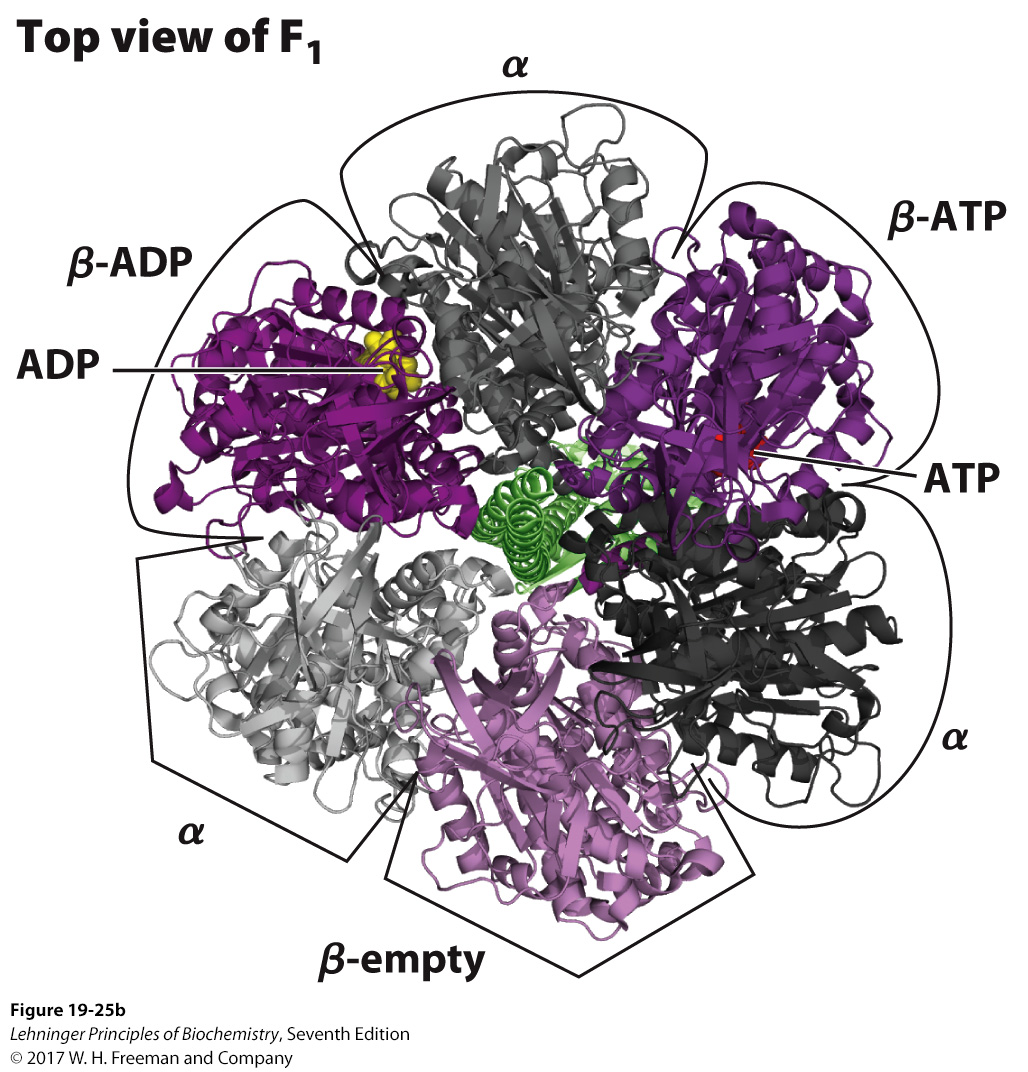 Top view of F₁
α
β-ATP
β-ADP
ADP
ATP
α
α
β-empty
Figure 19-25b
Lehninger Principles of Biochemistry, Seventh Edition
© 2017 W. H. Freeman and Company